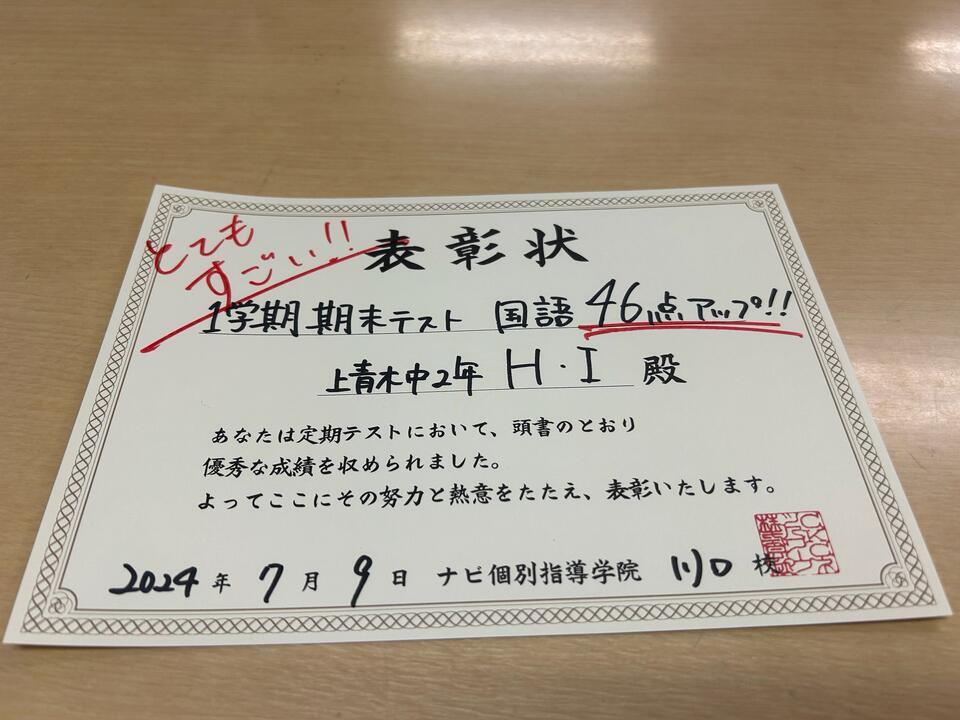 とても
すごい!!
表彰状
1学期期末テスト 国語 46点アップ!!
上青木中2年 H・I 殿
あなたは定期テストにおいて、頭書のとおり
優秀な成績を収められました。
よってここにその努力と熱意をたたえ、表彰いたします。
2024年 7月 9日 ナビ個別指導学院 川口 校